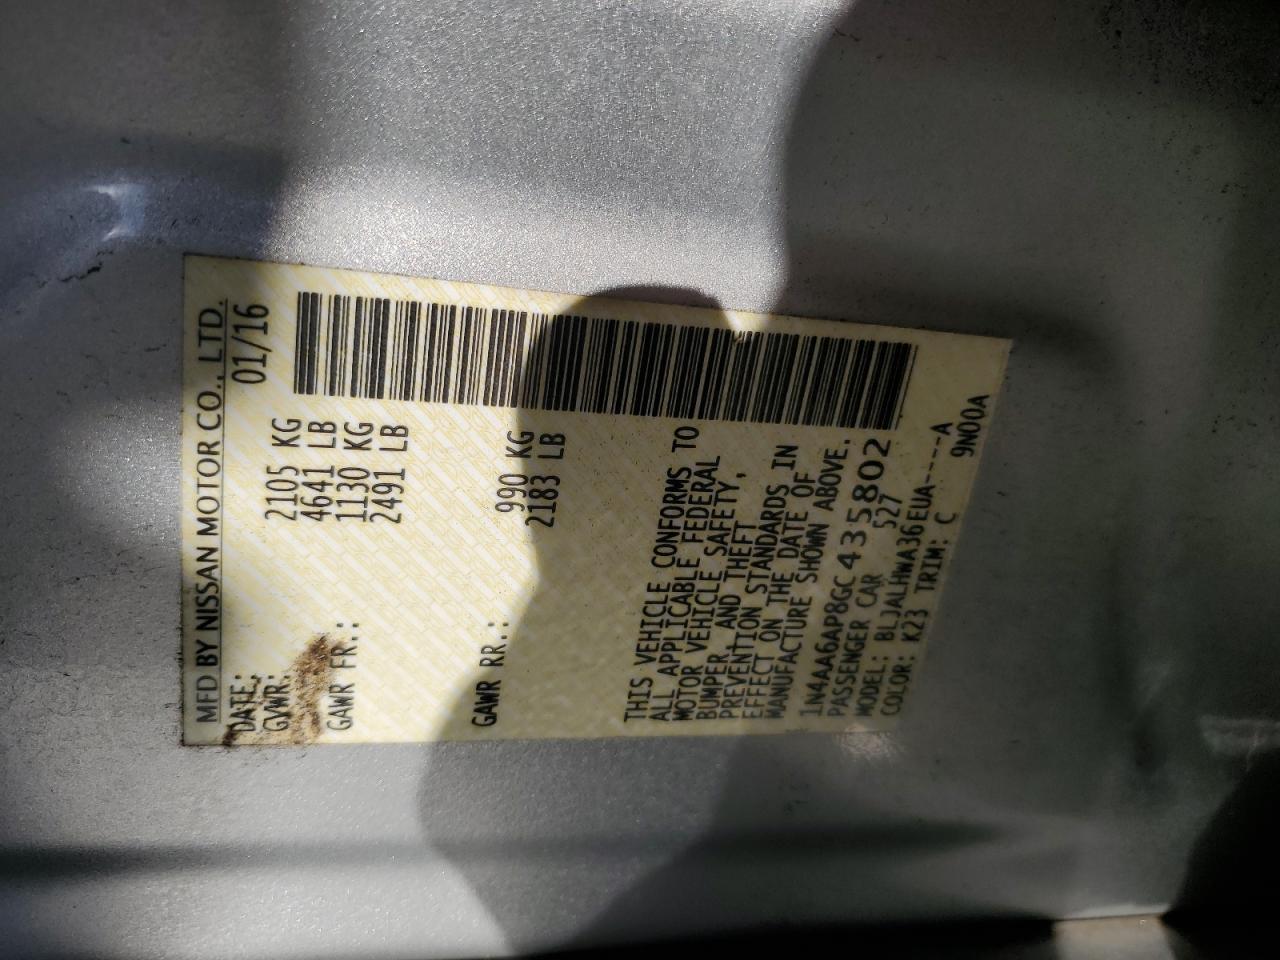 MFD BY NISSAN MOTOR CO., LTD.
DATE: 01/16
GVWR: 2105 KG
4641 LB
GAWR FR.: 1130 KG
2491 LB
GAWR RR.: 990 KG
2183 LB
THIS VEHICLE CONFORMS TO
ALL APPLICABLE FEDERAL
MOTOR VEHICLE SAFETY,
BUMPER, AND THEFT
PREVENTION STANDARDS IN
EFFECT ON THE DATE OF
MANUFACTURE SHOWN ABOVE.
1N4AA6AP8GC435802
PASSENGER CAR 527
MODEL: BLJALHWA36EUA----A
COLOR: K23 TRIM: C 9N00A